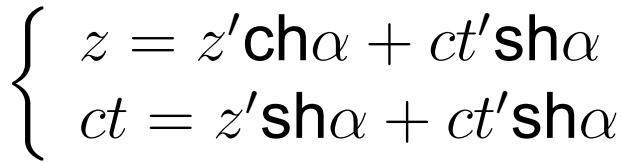 z = z′chα + ct′shα
ct = z′shα + ct′shα